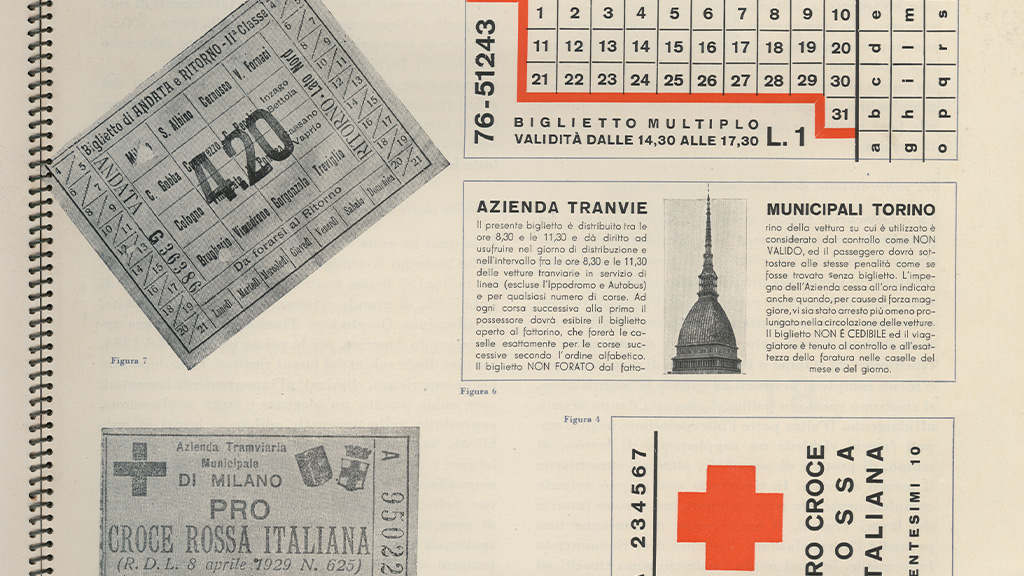 Biglietto di ANDATA e RITORNO - IIª Classe
ANDATA
S. Albino
Cernusco
V. Fornaci
Lato Nord
C. Gobba
Inzago
Bettola
4.20
Vaprio
RITORNO
Cologno
Brugherio
Vimodrone
Gorgonzola
Treviglio
G 36386
Da forarsi al Ritorno
Lunedì Martedì Mercoledì Giovedì Venerdì Sabato Domenica
Figura 7
76-51243
1 2 3 4 5 6 7 8 9 10
11 12 13 14 15 16 17 18 19 20
21 22 23 24 25 26 27 28 29 30
31
a b c d e
g h i l m
o p q r s
BIGLIETTO MULTIPLO
VALIDITÀ DALLE 14,30 ALLE 17,30 L. 1
AZIENDA TRANVIE
Il presente biglietto è distribuito tra le
ore 8,30 e le 11,30 e dà diritto ad
usufruire nel giorno di distribuzione e
nell'intervallo fra le ore 8,30 e le 11,30
delle vetture tranviarie in servizio di
linea (escluse l'Ippodromo e Autobus)
e per qualsiasi numero di corse. Ad
ogni corsa successiva alla prima il
possessore dovrà esibire il biglietto
aperto al fattorino, che forerà le ca-
selle esattamente per le corse suc-
cessive secondo l'ordine alfabetico.
Il biglietto NON FORATO dal fatto-
MUNICIPALI TORINO
rino della vettura su cui è utilizzato è
considerato dal controllo come NON
VALIDO, ed il passeggero dovrà sot-
tostare alle stesse penalità come se
fosse trovato senza biglietto. L'impe-
gno dell'Azienda cessa all'ora indicata
anche quando, per cause di forza mag-
giore, vi sia stato arresto più o meno pro-
lungato nella circolazione delle vetture.
Il biglietto NON È CEDIBILE ed il viag-
giatore è tenuto al controllo e all'esat-
tezza della foratura nelle caselle del
mese e del giorno.
Figura 6
Figura 4
Azienda Tramviaria
Municipale
DI MILANO
PRO
CROCE ROSSA ITALIANA
(R. D. L. 8 aprile 1929 N. 625)
A 95022
234567
RO CROCE
OSSA
TALIANA
ENTESIMI 10